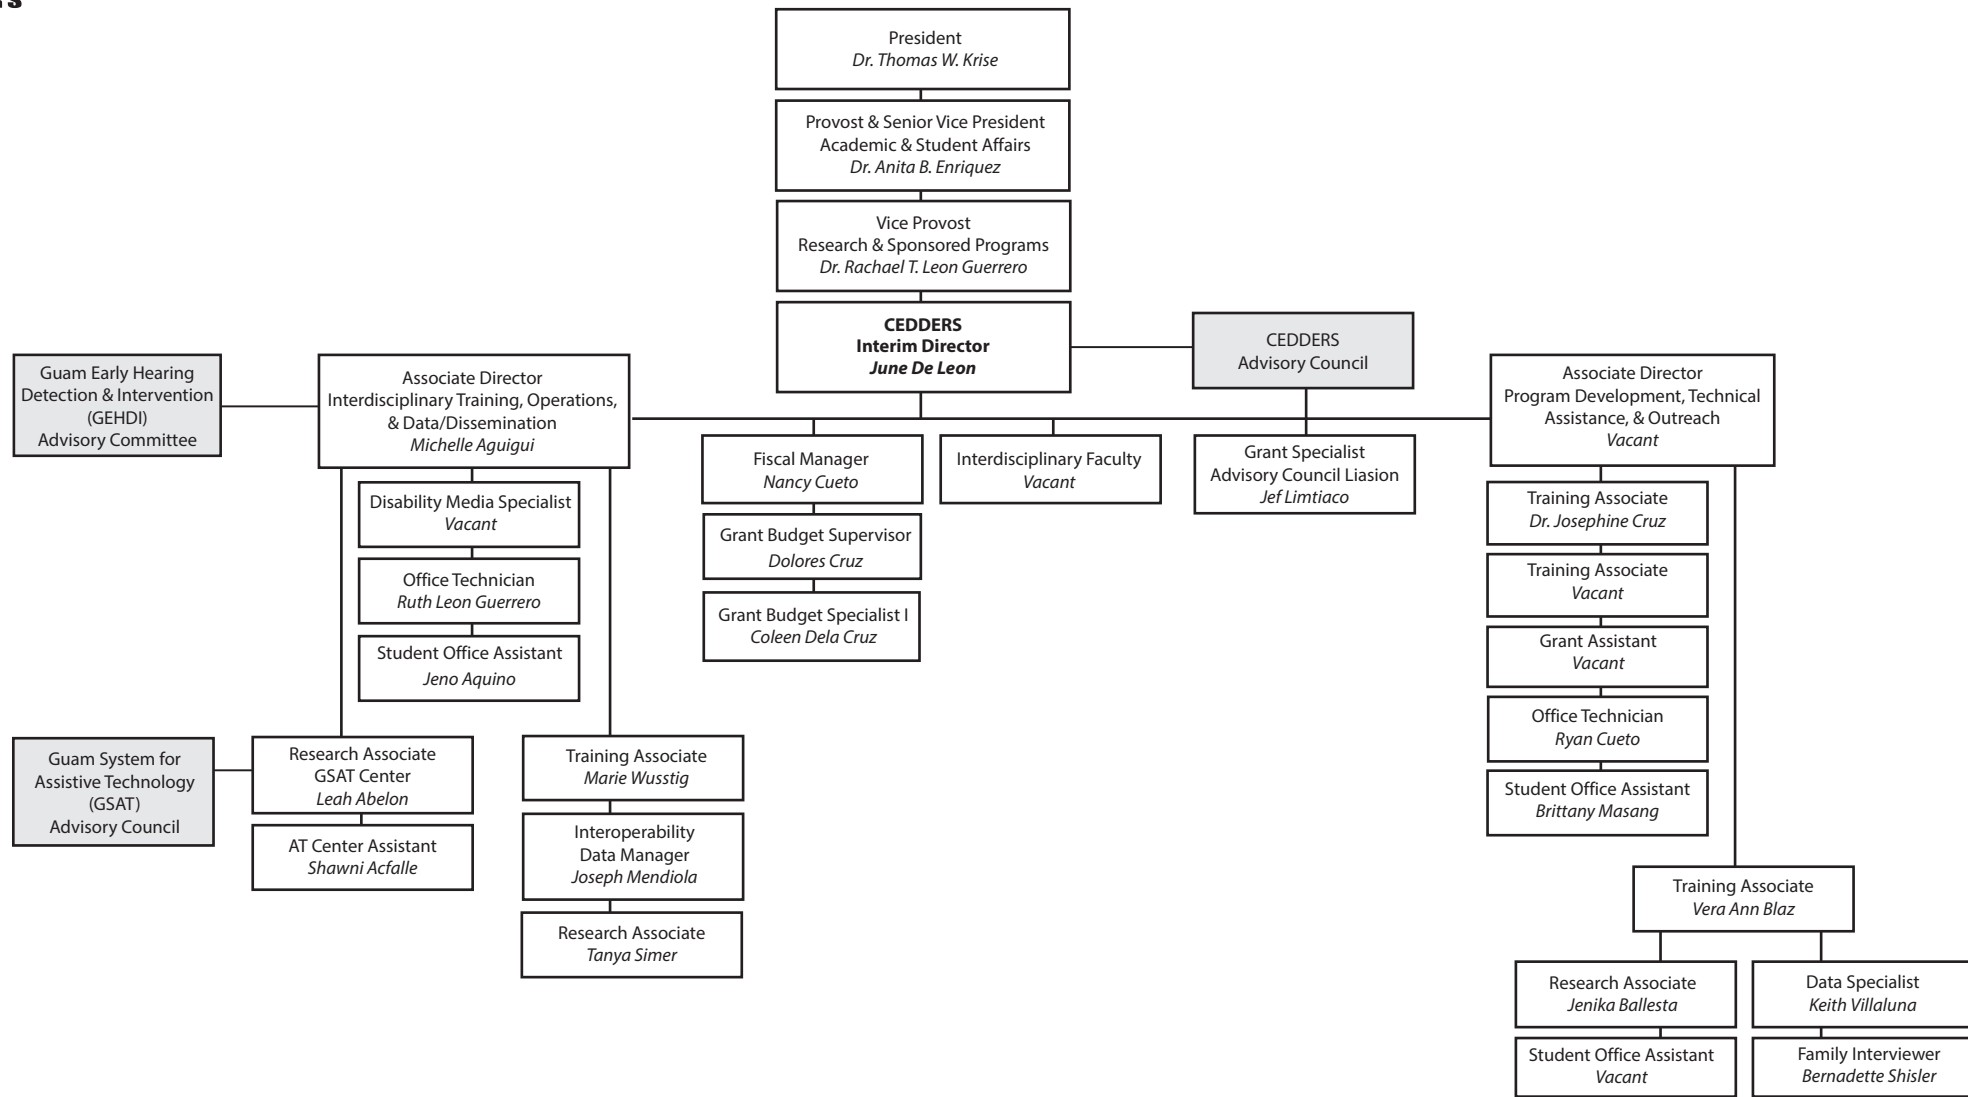 President
Dr. Thomas W. Krise
Provost & Senior Vice President
Academic & Student Affairs
Dr. Anita B. Enriquez
Vice Provost
Research & Sponsored Programs
Dr. Rachael T. Leon Guerrero
CEDDERS
Interim Director
June De Leon
CEDDERS
Advisory Council
Guam Early Hearing
Detection & Intervention
(GEHDI)
Advisory Committee
Associate Director
Interdisciplinary Training, Operations,
& Data/Dissemination
Michelle Aguigui
Associate Director
Program Development, Technical
Assistance, & Outreach
Vacant
Fiscal Manager
Nancy Cueto
Interdisciplinary Faculty
Vacant
Grant Specialist
Advisory Council Liasion
Jef Limtiaco
Grant Budget Supervisor
Dolores Cruz
Grant Budget Specialist I
Coleen Dela Cruz
Disability Media Specialist
Vacant
Office Technician
Ruth Leon Guerrero
Student Office Assistant
Jeno Aquino
Guam System for
Assistive Technology
(GSAT)
Advisory Council
Research Associate
GSAT Center
Leah Abelon
AT Center Assistant
Shawni Acfalle
Training Associate
Marie Wusstig
Interoperability
Data Manager
Joseph Mendiola
Research Associate
Tanya Simer
Training Associate
Dr. Josephine Cruz
Training Associate
Vacant
Grant Assistant
Vacant
Office Technician
Ryan Cueto
Student Office Assistant
Brittany Masang
Training Associate
Vera Ann Blaz
Research Associate
Jenika Ballesta
Student Office Assistant
Vacant
Data Specialist
Keith Villaluna
Family Interviewer
Bernadette Shisler